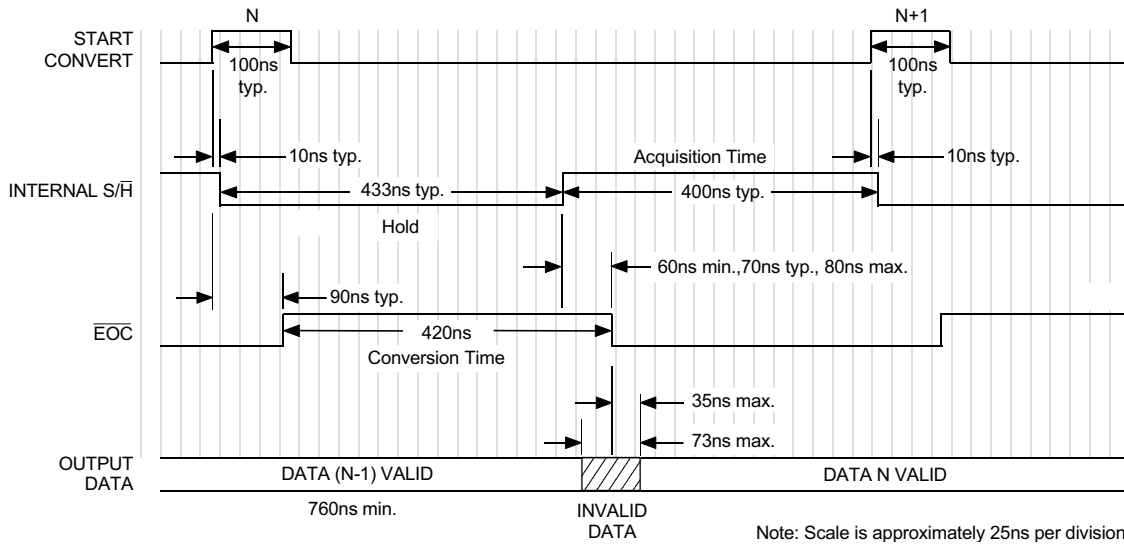 N
N+1
START
CONVERT
100ns
typ.
100ns
typ.
10ns typ.
Acquisition Time
10ns typ.
INTERNAL S/H̅
433ns typ.
400ns typ.
Hold
60ns min.,70ns typ., 80ns max.
90ns typ.
E̅O̅C̅
420ns
Conversion Time
35ns max.
73ns max.
OUTPUT
DATA
DATA (N-1) VALID
DATA N VALID
760ns min.
INVALID
DATA
Note: Scale is approximately 25ns per division